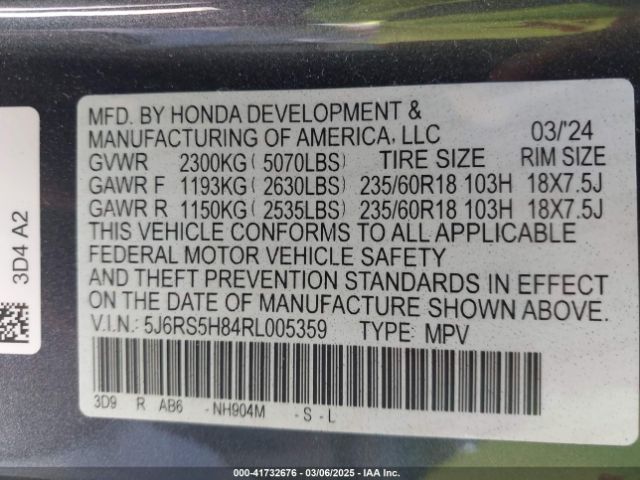 MFD. BY HONDA DEVELOPMENT &
MANUFACTURING OF AMERICA, LLC 03/'24
GVWR 2300KG ( 5070LBS ) TIRE SIZE RIM SIZE
GAWR F 1193KG ( 2630LBS ) 235/60R18 103H 18X7.5J
GAWR R 1150KG ( 2535LBS ) 235/60R18 103H 18X7.5J
THIS VEHICLE CONFORMS TO ALL APPLICABLE
FEDERAL MOTOR VEHICLE SAFETY
AND THEFT PREVENTION STANDARDS IN EFFECT
ON THE DATE OF MANUFACTURE SHOWN ABOVE.
V.I.N.: 5J6RS5H84RL005359 TYPE: MPV
3D9 R AB6 -NH904M -S-L
3D4 A2
000-41732676 | 03/06/2025 | IAA Inc.